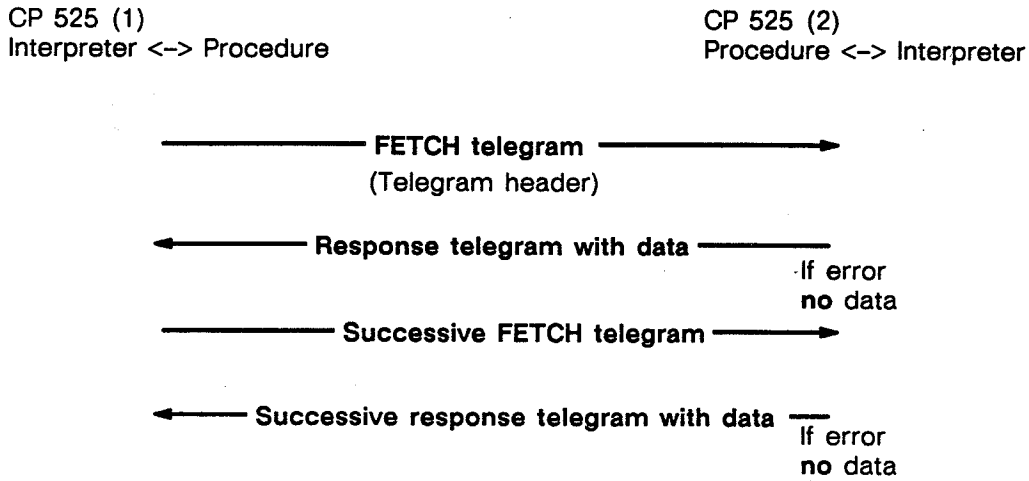 CP 525 (1)
Interpreter <-> Procedure
CP 525 (2)
Procedure <-> Interpreter
FETCH telegram
(Telegram header)
Response telegram with data
If error
no data
Successive FETCH telegram
Successive response telegram with data
If error
no data